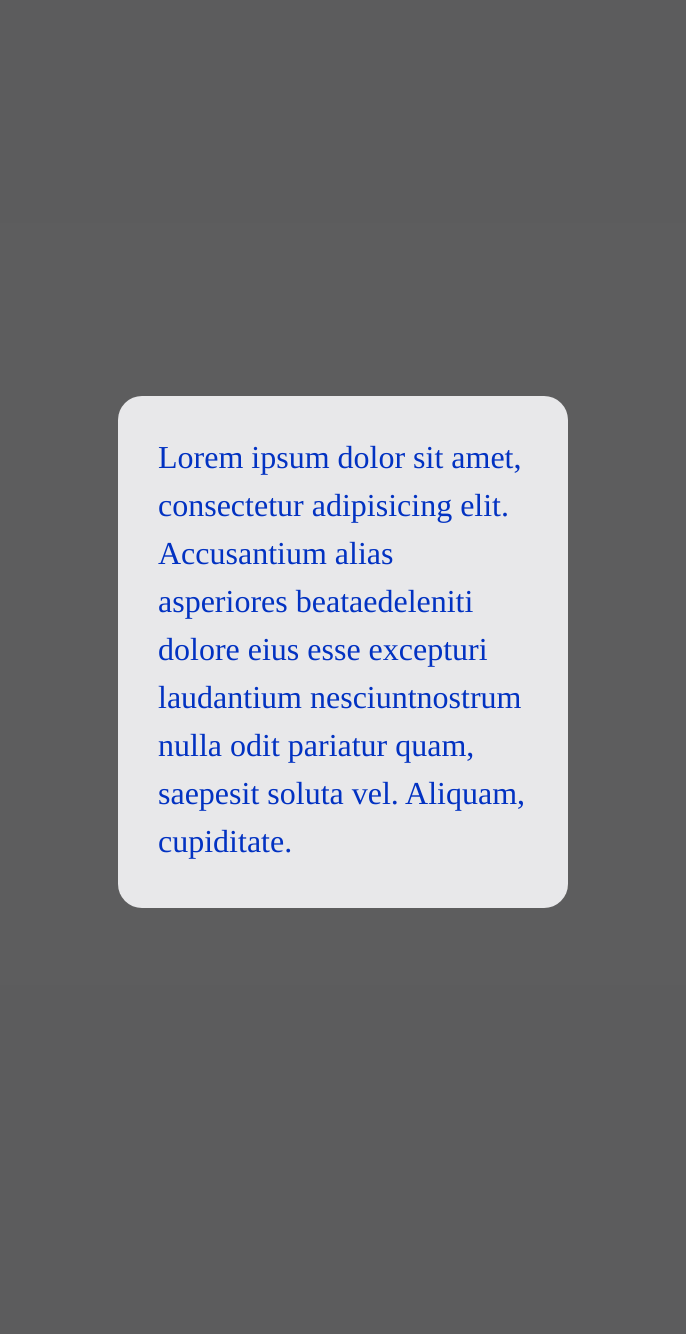 Lorem ipsum dolor sit amet,
consectetur adipisicing elit.
Accusantium alias
asperiores beataedeleniti
dolore eius esse excepturi
laudantium nesciuntnostrum
nulla odit pariatur quam,
saepesit soluta vel. Aliquam,
cupiditate.